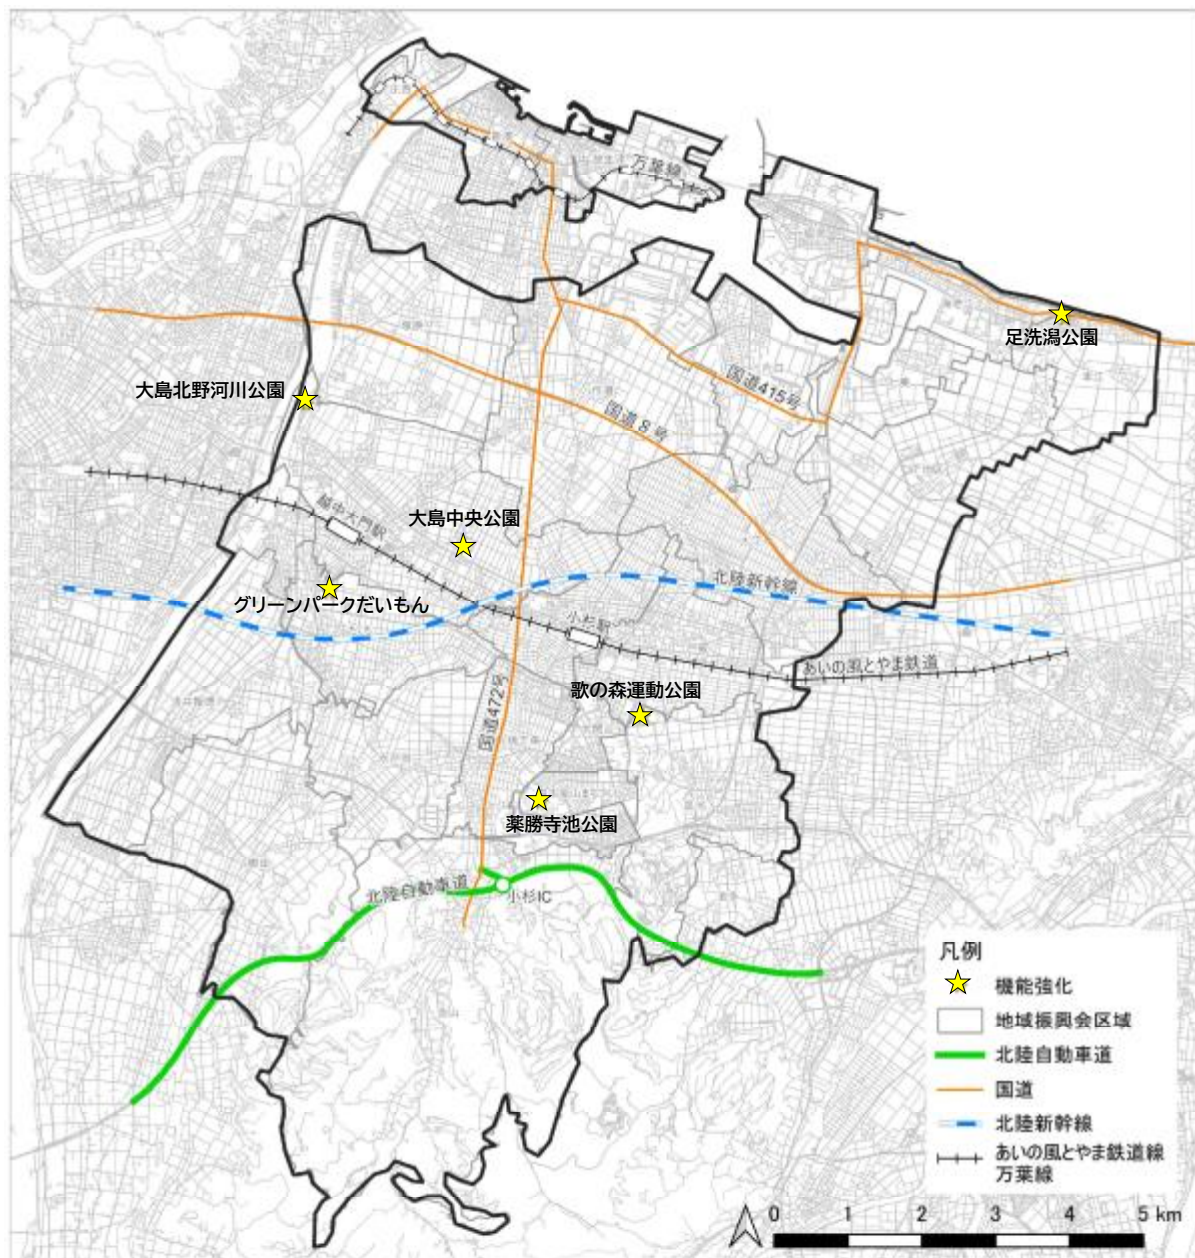 万葉線
足洗潟公園
国道415号
大島北野河川公園
国道8号
越中大門駅
大島中央公園
北陸新幹線
グリーンパークだいもん
小杉駅
あいの風とやま鉄道
歌の森運動公園
国道472号
薬勝寺池公園
北陸自動車道
小杉IC
凡例
機能強化
地域振興会区域
北陸自動車道
国道
北陸新幹線
あいの風とやま鉄道線
万葉線
0 1 2 3 4 5 km